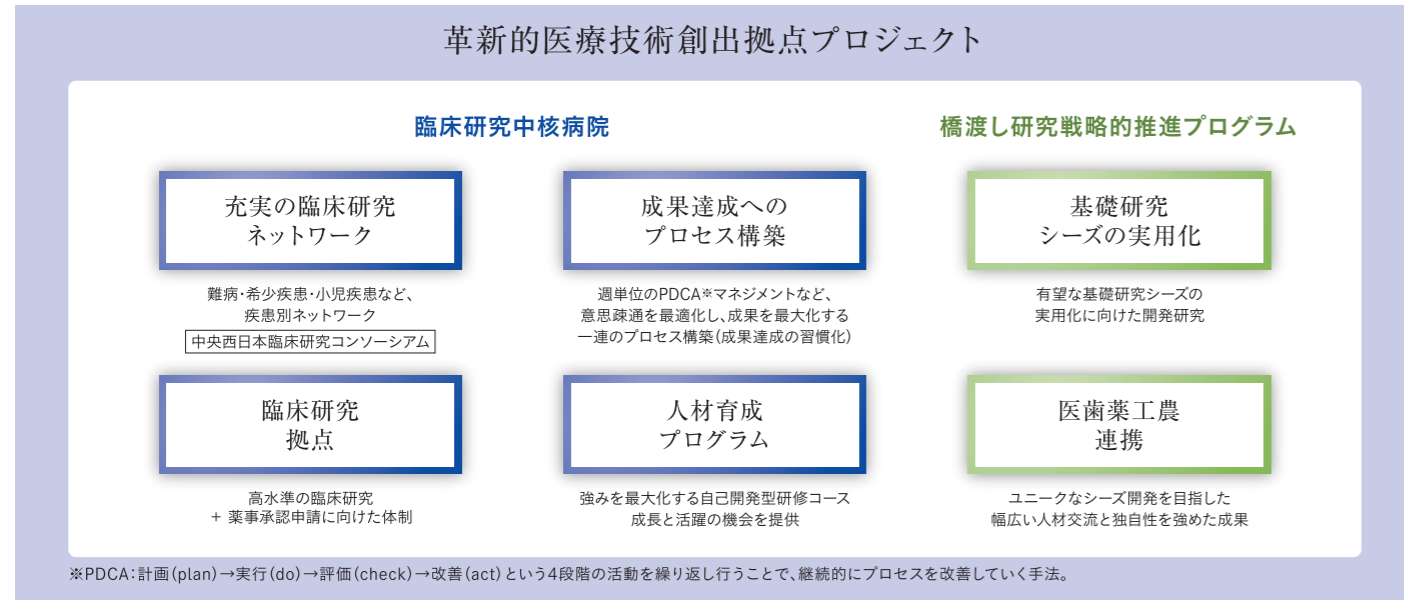 革新的医療技術創出拠点プロジェクト
臨床研究中核病院
充実の臨床研究
ネットワーク
難病・希少疾患・小児疾患など、
疾患別ネットワーク
中央西日本臨床研究コンソーシアム
成果達成への
プロセス構築
週単位のPDCA※マネジメントなど、
意思疎通を最適化し、成果を最大化する
一連のプロセス構築(成果達成の習慣化)
臨床研究
拠点
高水準の臨床研究
+ 薬事承認申請に向けた体制
人材育成
プログラム
強みを最大化する自己開発型研修コース
成長と活躍の機会を提供
橋渡し研究戦略的推進プログラム
基礎研究
シーズの実用化
有望な基礎研究シーズの
実用化に向けた開発研究
医歯薬工農
連携
ユニークなシーズ開発を目指した
幅広い人材交流と独自性を強めた成果
※PDCA:計画(plan)→実行(do)→評価(check)→改善(act)という4段階の活動を繰り返し行うことで、継続的にプロセスを改善していく手法。